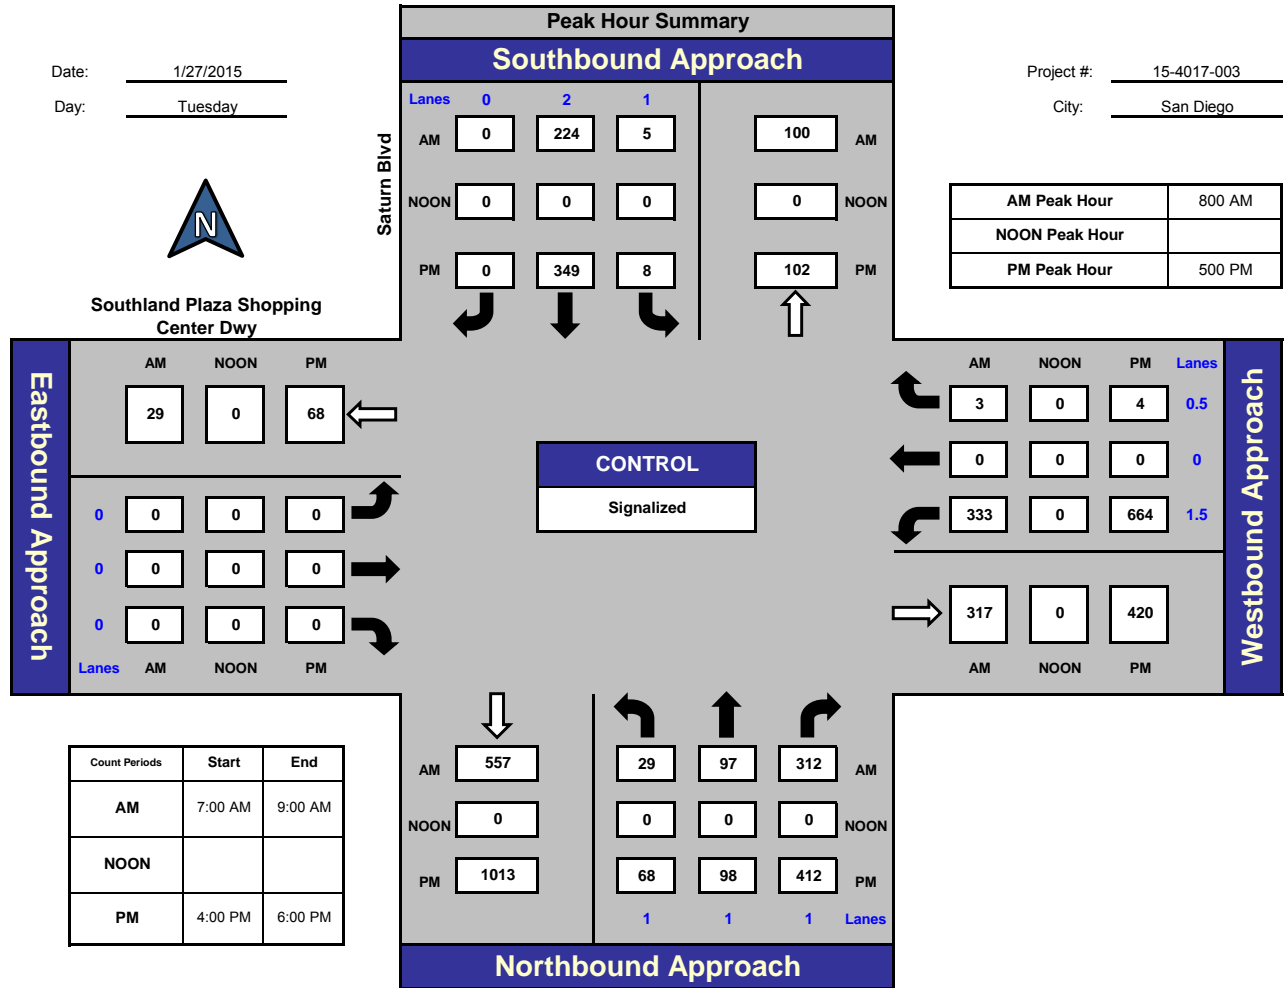 Peak Hour Summary
Southbound Approach
Date: 1/27/2015
Day: Tuesday
Project #: 15-4017-003
City: San Diego
Saturn Blvd
Lanes 0 2 1
AM 0 224 5 100 AM
NOON 0 0 0 0 NOON
PM 0 349 8 102 PM
N
AM Peak Hour 800 AM
NOON Peak Hour
PM Peak Hour 500 PM
Southland Plaza Shopping
Center Dwy
Eastbound Approach
AM NOON PM
29 0 68
0 0 0 0
0 0 0 0
0 0 0 0
Lanes AM NOON PM
CONTROL
Signalized
AM NOON PM Lanes
3 0 4 0.5
0 0 0 0
333 0 664 1.5
317 0 420
AM NOON PM
Westbound Approach
Count Periods Start End
AM 7:00 AM 9:00 AM
NOON
PM 4:00 PM 6:00 PM
AM 557 29 97 312 AM
NOON 0 0 0 0 NOON
PM 1013 68 98 412 PM
1 1 1 Lanes
Northbound Approach